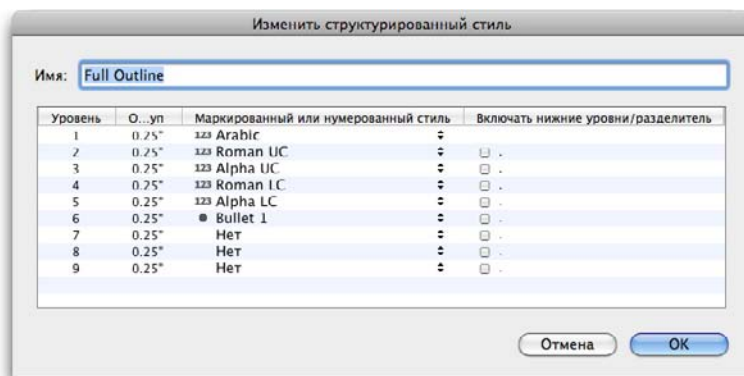 Изменить структурированный стиль
Имя: Full Outline
Уровень О...уп Маркированный или нумерованный стиль Включать нижние уровни/разделитель
1 0.25" 123 Arabic
2 0.25" 123 Roman UC .
3 0.25" 123 Alpha UC .
4 0.25" 123 Roman LC .
5 0.25" 123 Alpha LC .
6 0.25" ● Bullet 1 .
7 0.25" Нет .
8 0.25" Нет .
9 0.25" Нет .
Отмена OK